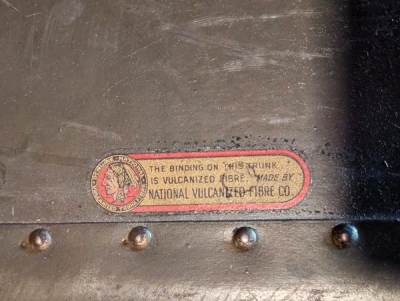 THE BINDING ON THIS TRUNK
IS VULCANIZED FIBRE. MADE BY
NATIONAL VULCANIZED FIBRE CO.